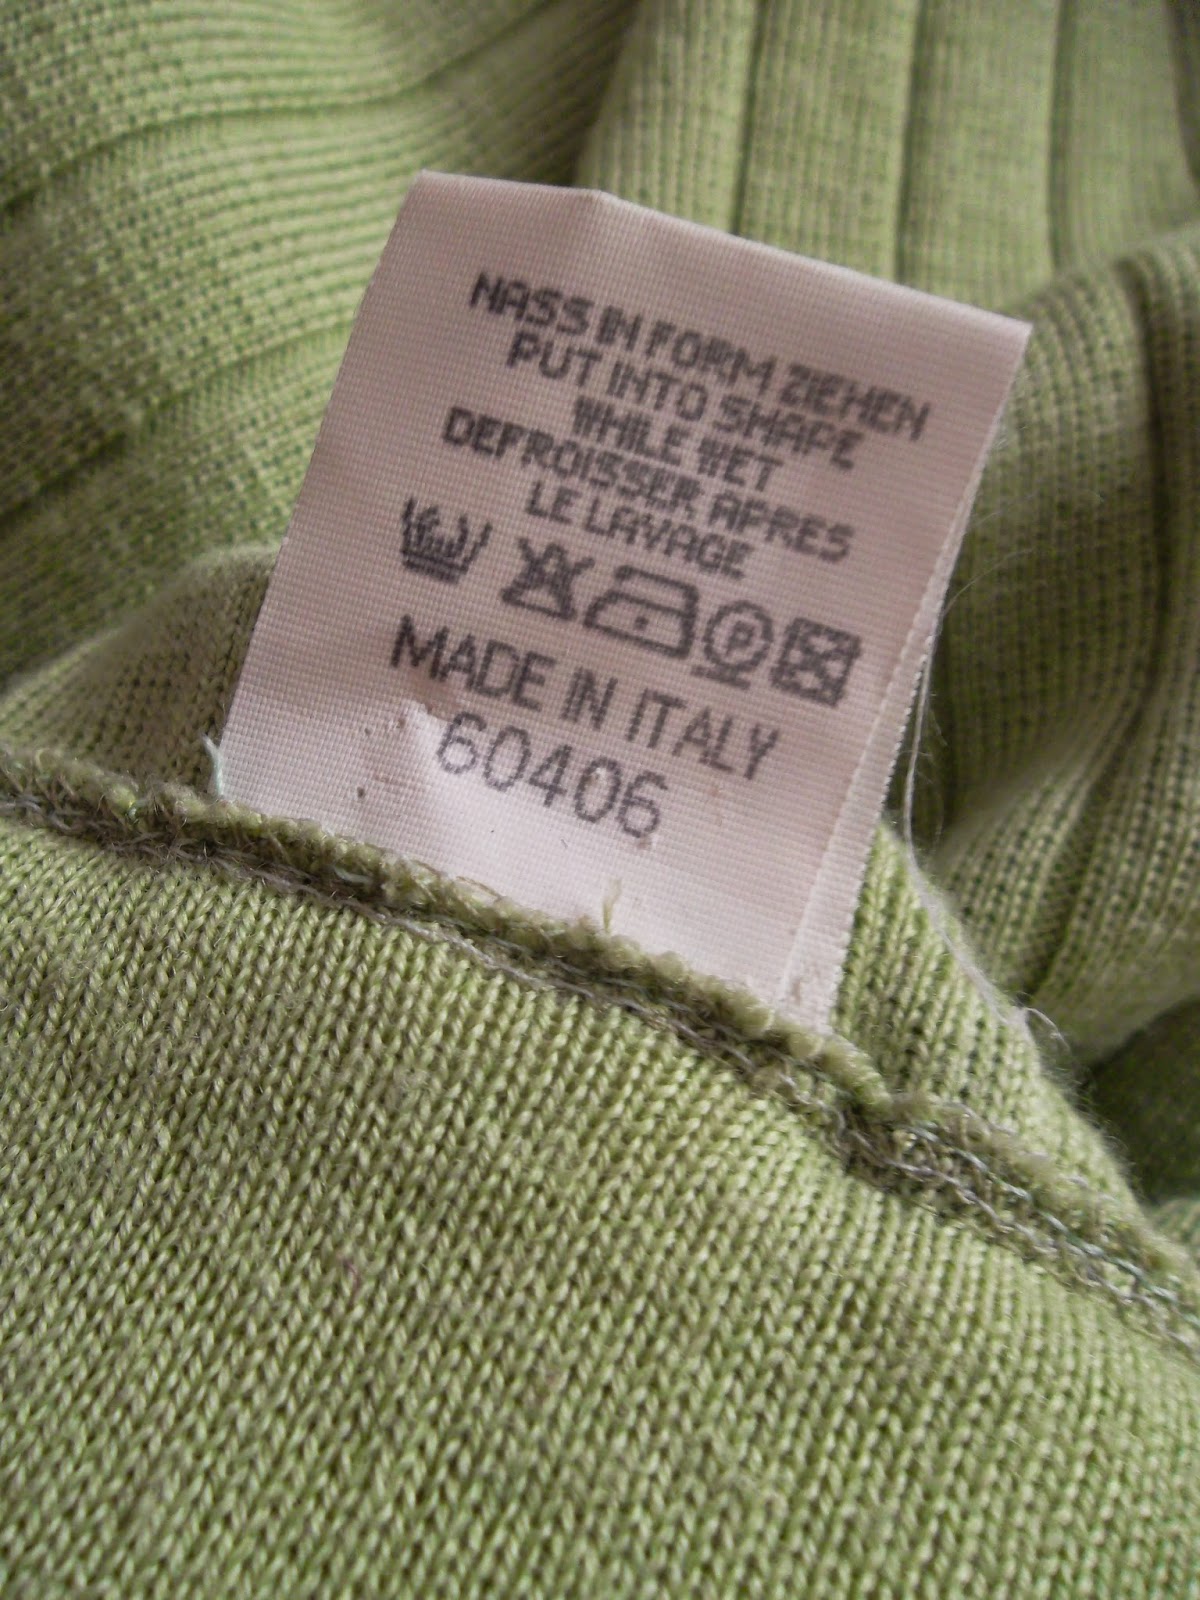 NASS IN FORM ZIEHEN
PUT INTO SHAPE
WHILE WET
DEFROISSER APRES
LE LAVAGE
P
MADE IN ITALY
60406